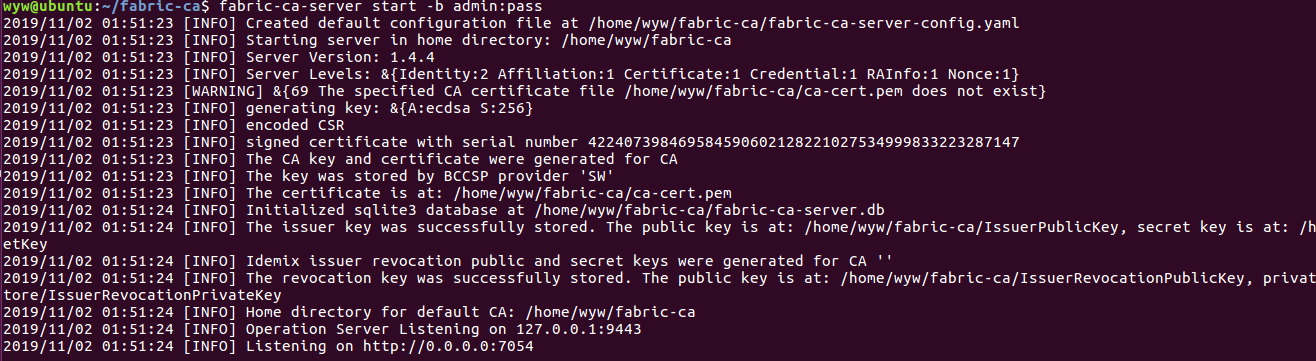 wyw@ubuntu:~/fabric-ca$ fabric-ca-server start -b admin:pass
2019/11/02 01:51:23 [INFO] Created default configuration file at /home/wyw/fabric-ca/fabric-ca-server-config.yaml
2019/11/02 01:51:23 [INFO] Starting server in home directory: /home/wyw/fabric-ca
2019/11/02 01:51:23 [INFO] Server Version: 1.4.4
2019/11/02 01:51:23 [INFO] Server Levels: &{Identity:2 Affiliation:1 Certificate:1 Credential:1 RAInfo:1 Nonce:1}
2019/11/02 01:51:23 [WARNING] &{69 The specified CA certificate file /home/wyw/fabric-ca/ca-cert.pem does not exist}
2019/11/02 01:51:23 [INFO] generating key: &{A:ecdsa S:256}
2019/11/02 01:51:23 [INFO] encoded CSR
2019/11/02 01:51:23 [INFO] signed certificate with serial number 422407398469584590602128221027534999833223287147
2019/11/02 01:51:23 [INFO] The CA key and certificate were generated for CA
2019/11/02 01:51:23 [INFO] The key was stored by BCCSP provider 'SW'
2019/11/02 01:51:23 [INFO] The certificate is at: /home/wyw/fabric-ca/ca-cert.pem
2019/11/02 01:51:24 [INFO] Initialized sqlite3 database at /home/wyw/fabric-ca/fabric-ca-server.db
2019/11/02 01:51:24 [INFO] The issuer key was successfully stored. The public key is at: /home/wyw/fabric-ca/IssuerPublicKey, secret key is at: /h
etKey
2019/11/02 01:51:24 [INFO] Idemix issuer revocation public and secret keys were generated for CA ''
2019/11/02 01:51:24 [INFO] The revocation key was successfully stored. The public key is at: /home/wyw/fabric-ca/IssuerRevocationPublicKey, privat
tore/IssuerRevocationPrivateKey
2019/11/02 01:51:24 [INFO] Home directory for default CA: /home/wyw/fabric-ca
2019/11/02 01:51:24 [INFO] Operation Server Listening on 127.0.0.1:9443
2019/11/02 01:51:24 [INFO] Listening on http://0.0.0.0:7054